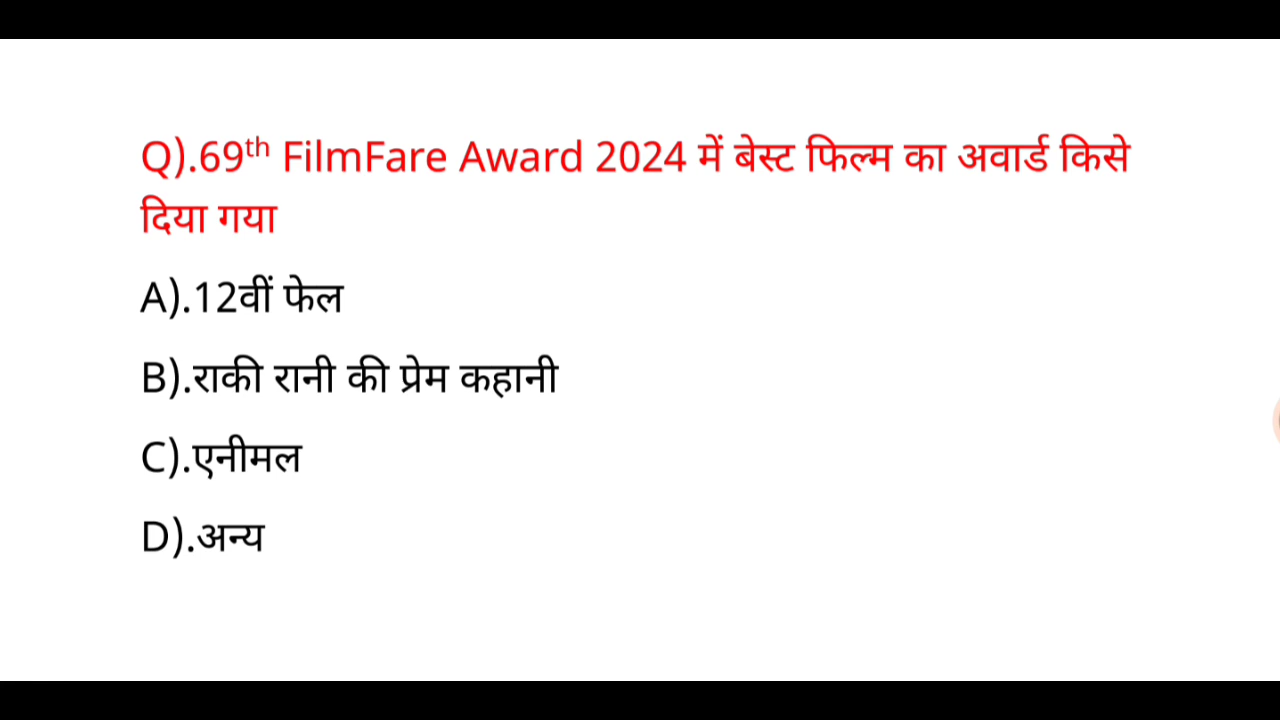 Q).69th FilmFare Award 2024 में बेस्ट फिल्म का अवार्ड किसे
दिया गया
A).12वीं फेल
B).राकी रानी की प्रेम कहानी
C).एनीमल
D).अन्य